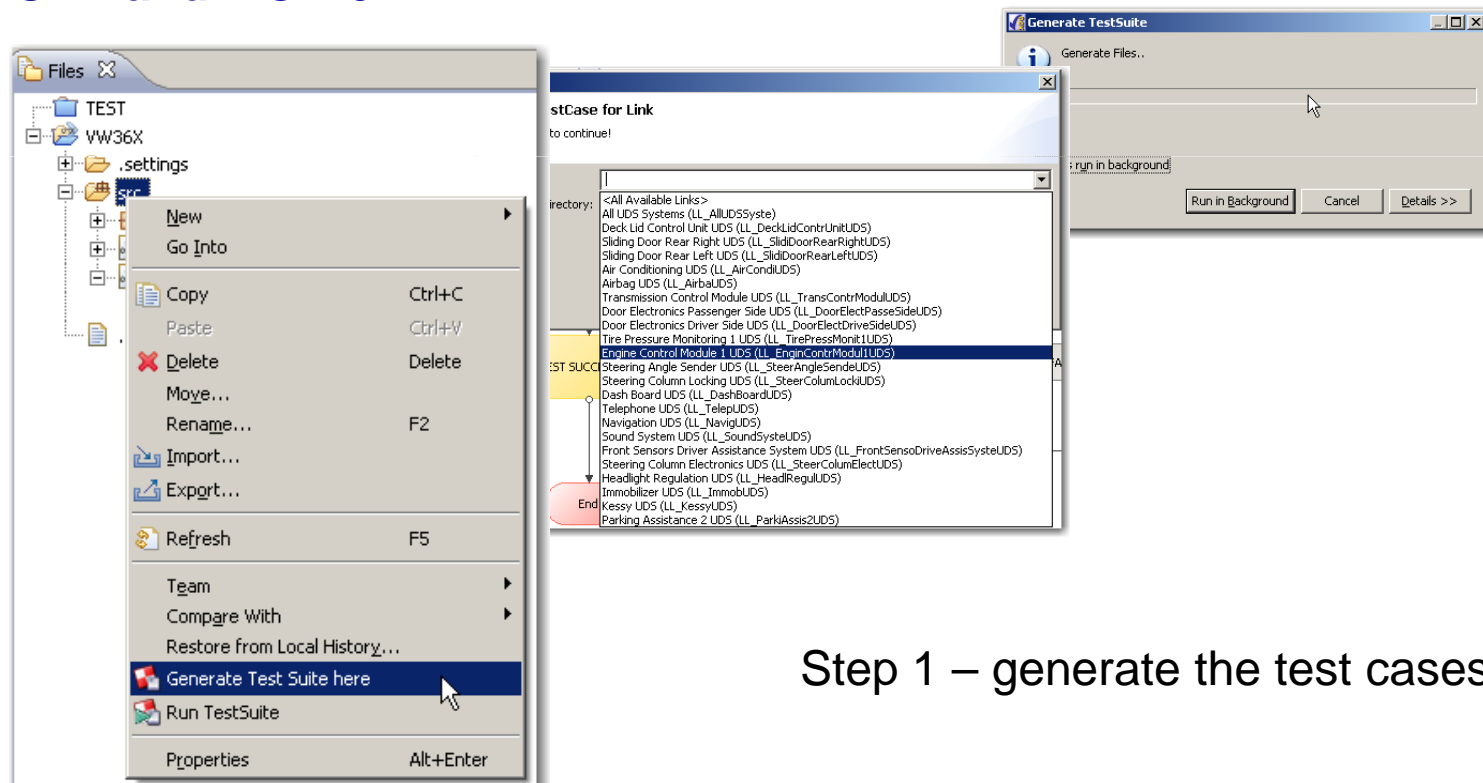 Files
TEST
VW36X
.settings
src
New
Go Into
Copy Ctrl+C
Paste Ctrl+V
Delete Delete
Move...
Rename... F2
Import...
Export...
Refresh F5
Team
Compare With
Restore from Local History...
Generate Test Suite here
Run TestSuite
Properties Alt+Enter
stCase for Link
to continue!
irectory:
<All Available Links>
All UDS Systems (LL_AllUDSSyste)
Deck Lid Control Unit UDS (LL_DeckLidContrUnitUDS)
Sliding Door Rear Right UDS (LL_SlidiDoorRearRightUDS)
Sliding Door Rear Left UDS (LL_SlidiDoorRearLeftUDS)
Air Conditioning UDS (LL_AirCondiUDS)
Airbag UDS (LL_AirbaUDS)
Transmission Control Module UDS (LL_TransContrModulUDS)
Door Electronics Passenger Side UDS (LL_DoorElectPasseSideUDS)
Door Electronics Driver Side UDS (LL_DoorElectDriveSideUDS)
Tire Pressure Monitoring 1 UDS (LL_TirePressMonit1UDS)
Engine Control Module 1 UDS (LL_EnginContrModul1UDS)
Steering Angle Sender UDS (LL_SteerAngleSendeUDS)
Steering Column Locking UDS (LL_SteerColumLockiUDS)
Dash Board UDS (LL_DashBoardUDS)
Telephone UDS (LL_TelepUDS)
Navigation UDS (LL_NavigUDS)
Sound System UDS (LL_SoundSysteUDS)
Front Sensors Driver Assistance System UDS (LL_FrontSensoDriveAssisSysteUDS)
Steering Column Electronics UDS (LL_SteerColumElectUDS)
Headlight Regulation UDS (LL_HeadlRegulUDS)
Immobilizer UDS (LL_ImmobUDS)
Kessy UDS (LL_KessyUDS)
Parking Assistance 2 UDS (LL_ParkiAssis2UDS)
EST SUCC
End
Generate TestSuite
Generate Files..
s run in background
Run in Background Cancel Details >>
Step 1 – generate the test cases